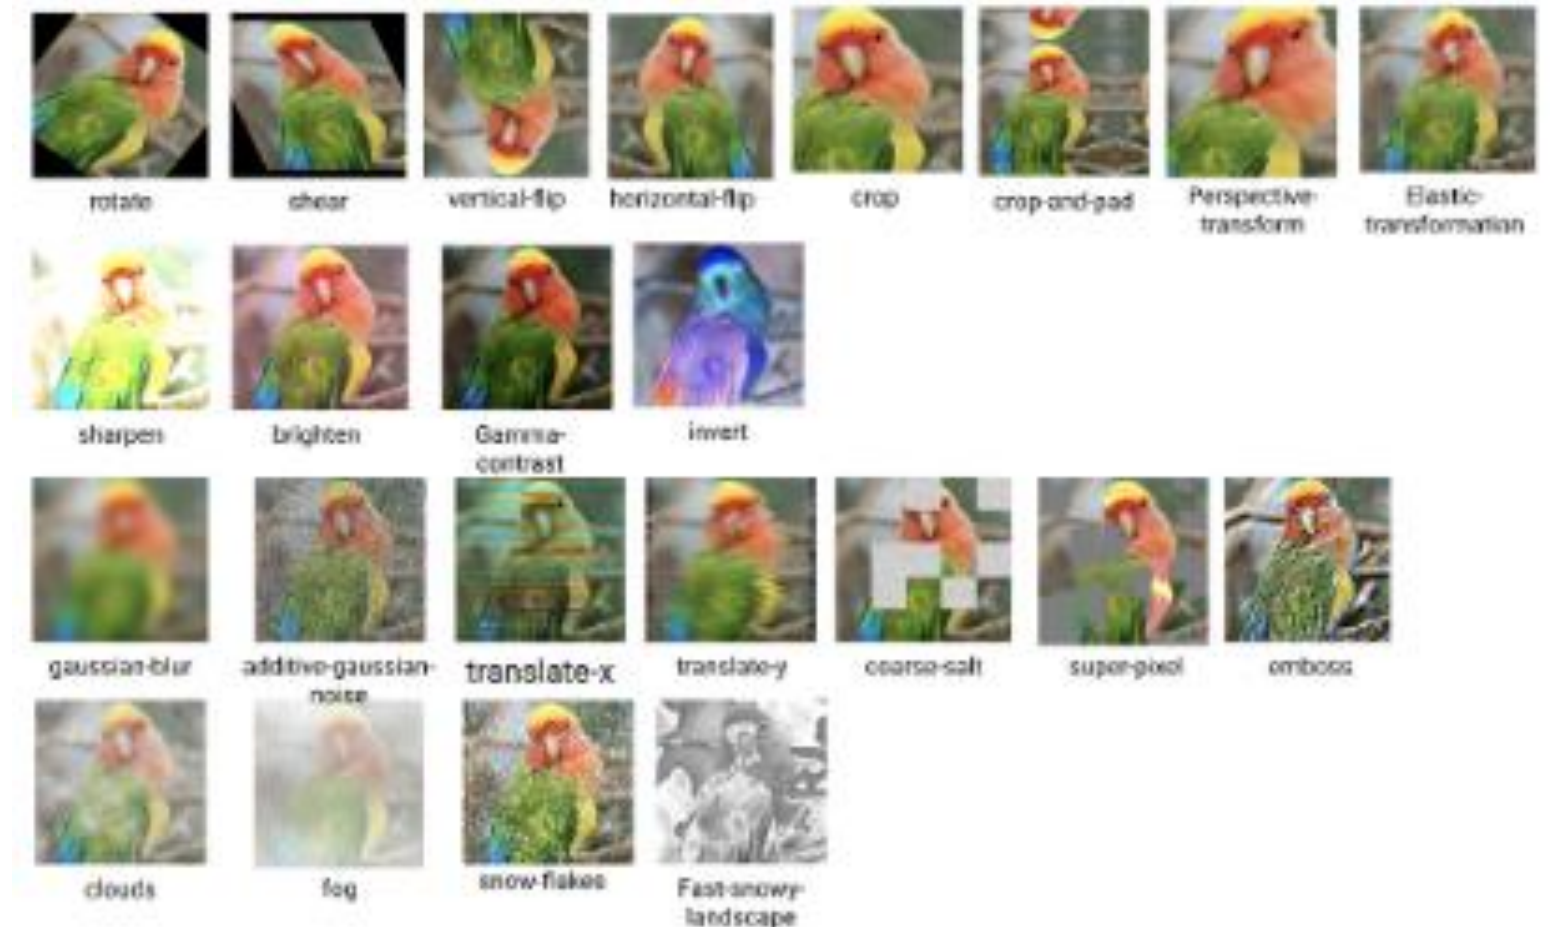 rotate
shear
vertical-flip
horizontal-flip
crop
crop-and-pad
Perspective-
transform
Elastic-
transformation
sharpen
brighten
Gamma-
contrast
invert
gaussian-blur
additive-gaussian-
noise
translate-x
translate-y
coarse-salt
super-pixel
emboss
clouds
fog
snow-flakes
Fast-snowy-
landscape